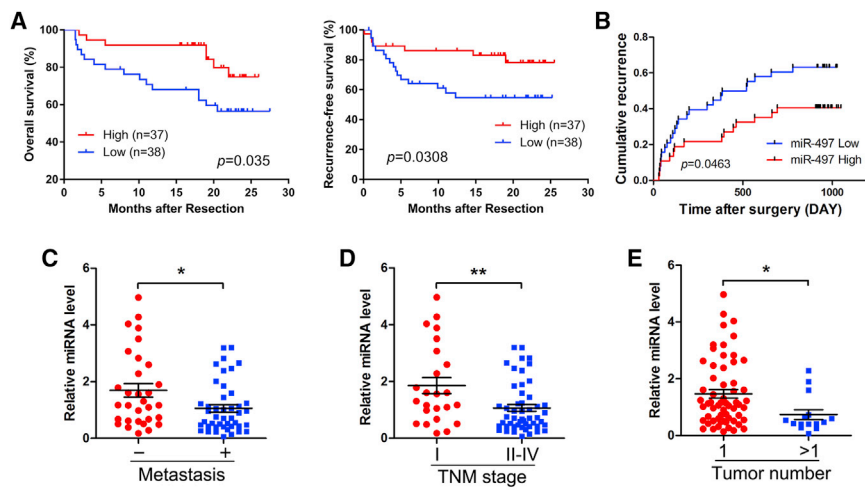 A
Overall survival (%)
100
80
60
40
20
0
High (n=37)
Low (n=38)
p=0.035
0 5 10 15 20 25 30
Months after Resection
Recurrence-free survival (%)
100
80
60
40
20
0
High (n=37)
Low (n=38)
p=0.0308
0 5 10 15 20 25 30
Months after Resection
B
Cumulative recurrence
0.8
0.6
0.4
0.2
0.0
miR-497 Low
miR-497 High
p=0.0463
0 500 1000
Time after surgery (DAY)
C
Relative miRNA level
6
4
2
0
*
– +
Metastasis
D
Relative miRNA level
6
4
2
0
**
I II-IV
TNM stage
E
Relative miRNA level
6
4
2
0
*
1 >1
Tumor number